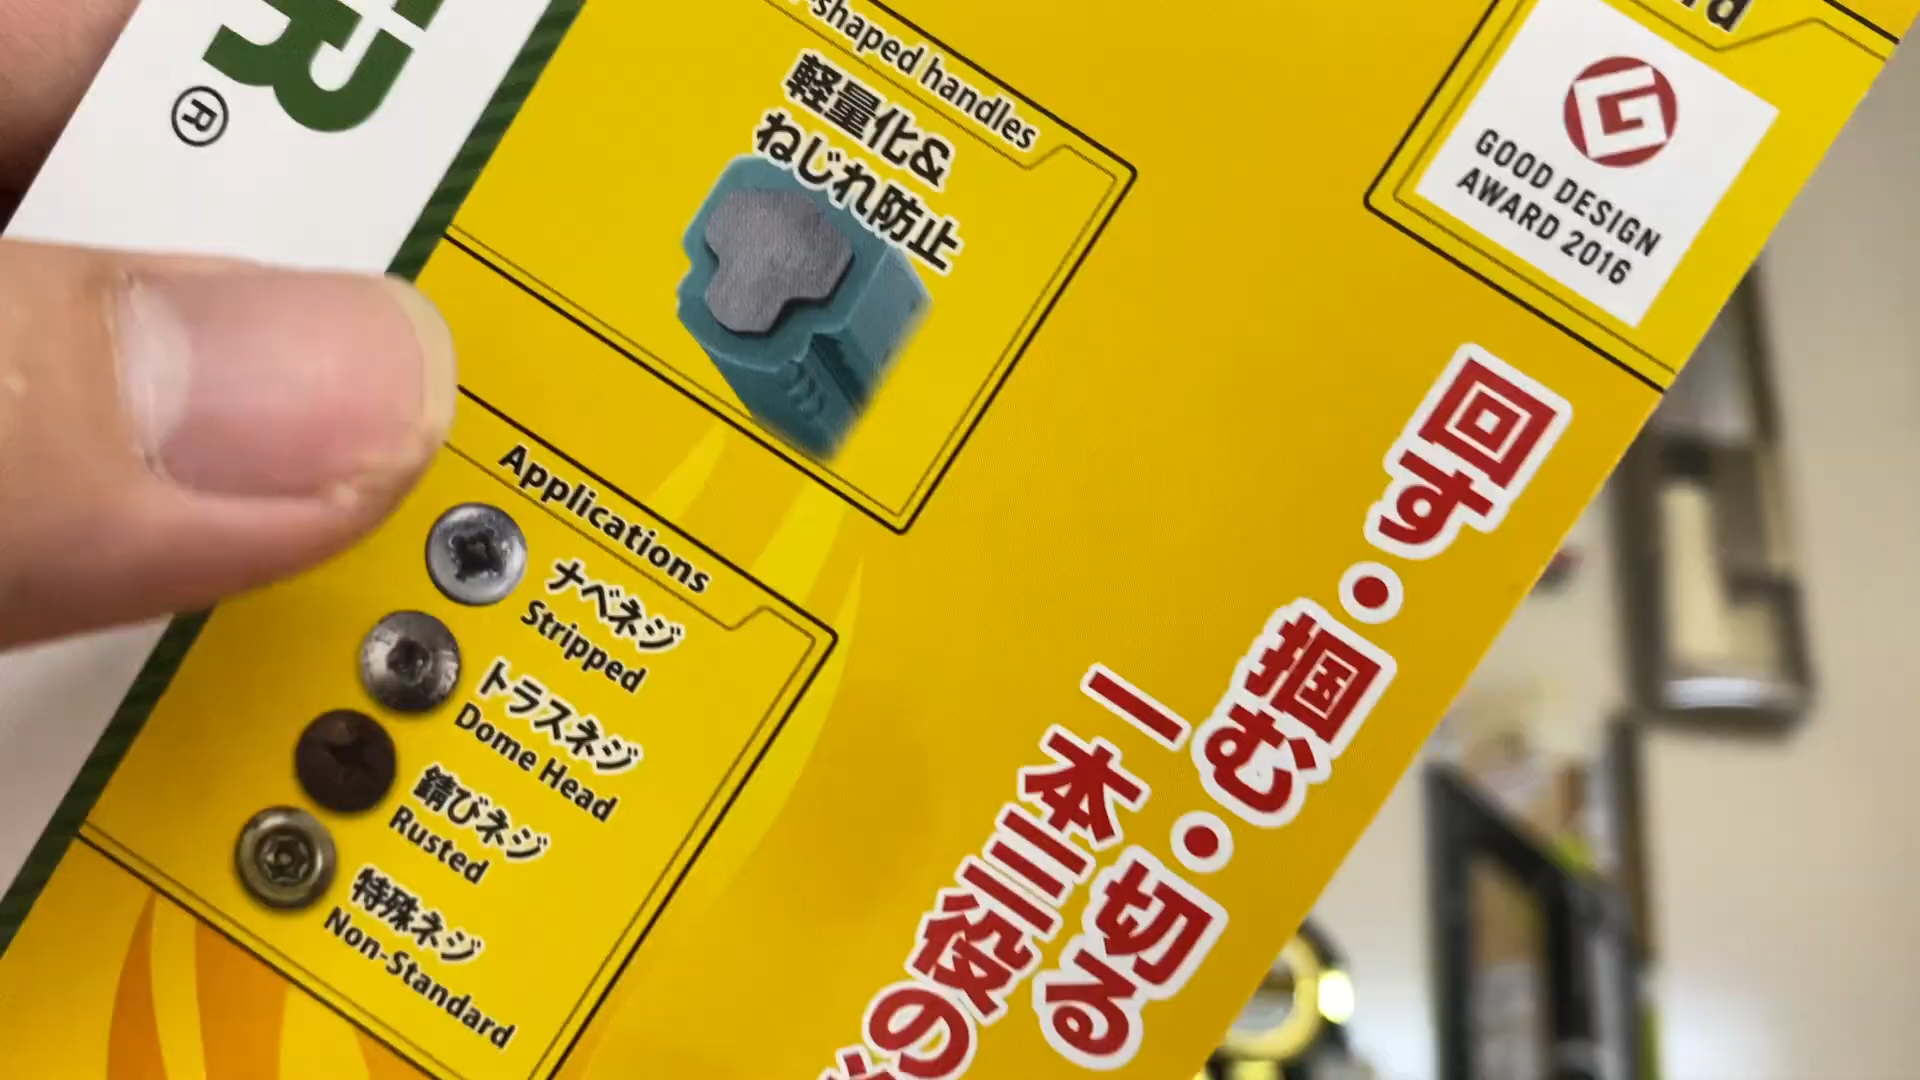 R
®
-shaped handles
軽量化&
ねじれ防止
rd
G
GOOD DESIGN
AWARD 2016
Applications
ナベネジ
Stripped
トラスネジ
Dome Head
錆びネジ
Rusted
特殊ネジ
Non-Standard
回す・掴む・切る
一本三役の